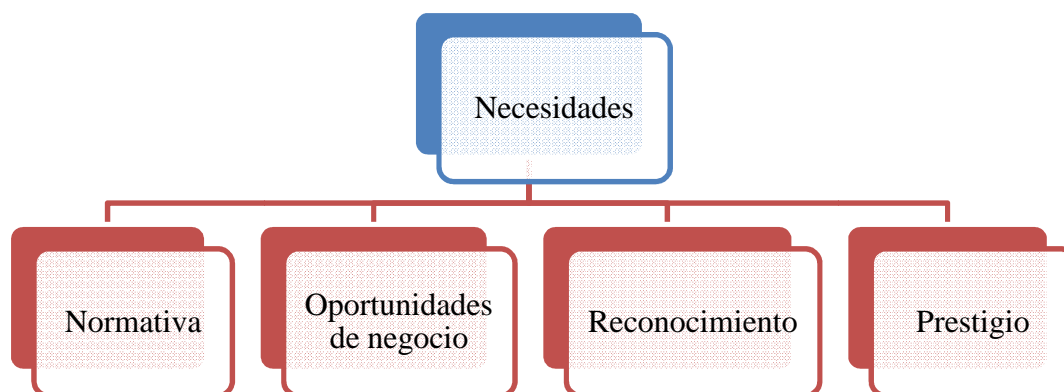 Necesidades
Normativa
Oportunidades
de negocio
Reconocimiento
Prestigio